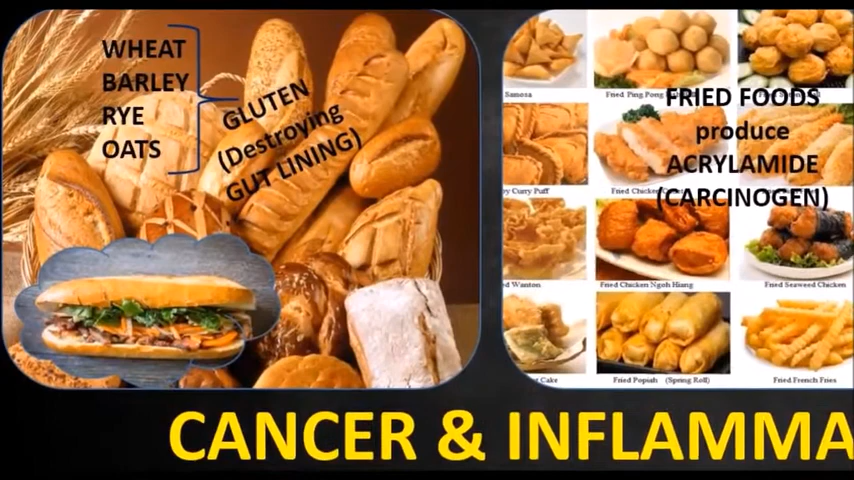 WHEAT
BARLEY
RYE
OATS
GLUTEN
(Destroying
GUT LINING)
FRIED FOODS
produce
ACRYLAMIDE
(CARCINOGEN)
Samosa
Fried Ping Pong
Curry Puff
Fried Chicken
Wanton
Fried Chicken Ngoh Hiang
Fried Seaweed Chicken
Cake
Fried Popiah (Spring Roll)
Fried French Fries
CANCER & INFLAMMA